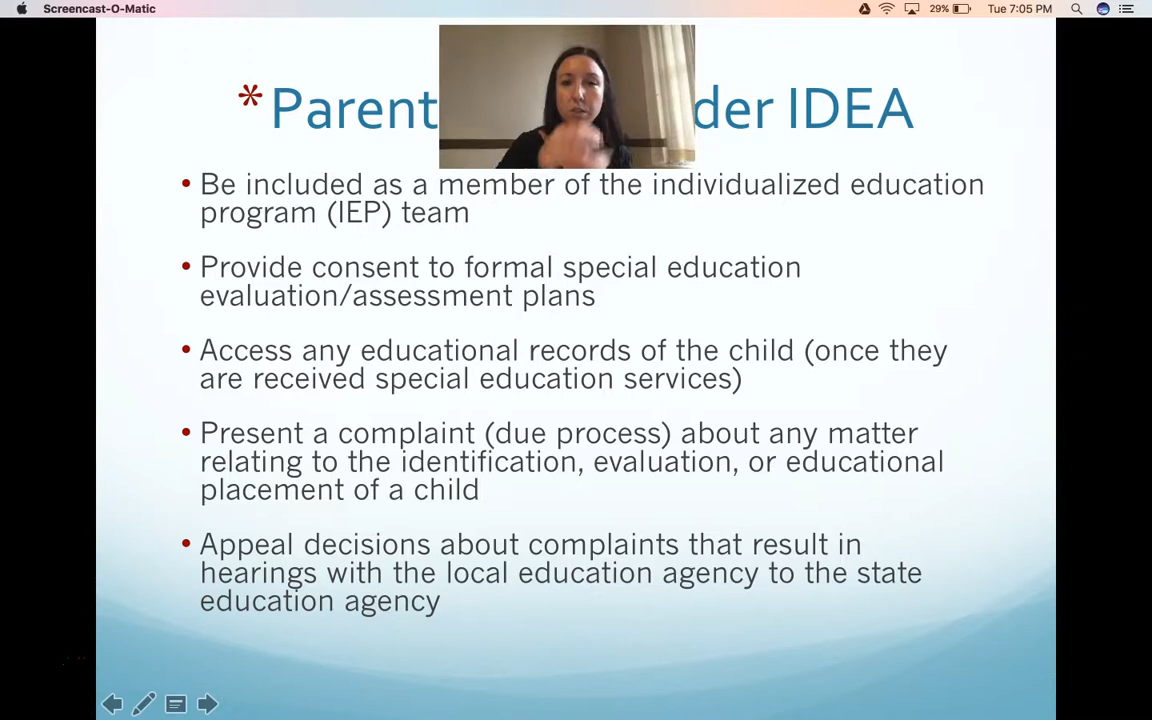 Screencast-O-Matic
29%
Tue 7:05 PM
*Parent
der IDEA
• Be included as a member of the individualized education
program (IEP) team
• Provide consent to formal special education
evaluation/assessment plans
• Access any educational records of the child (once they
are received special education services)
• Present a complaint (due process) about any matter
relating to the identification, evaluation, or educational
placement of a child
• Appeal decisions about complaints that result in
hearings with the local education agency to the state
education agency